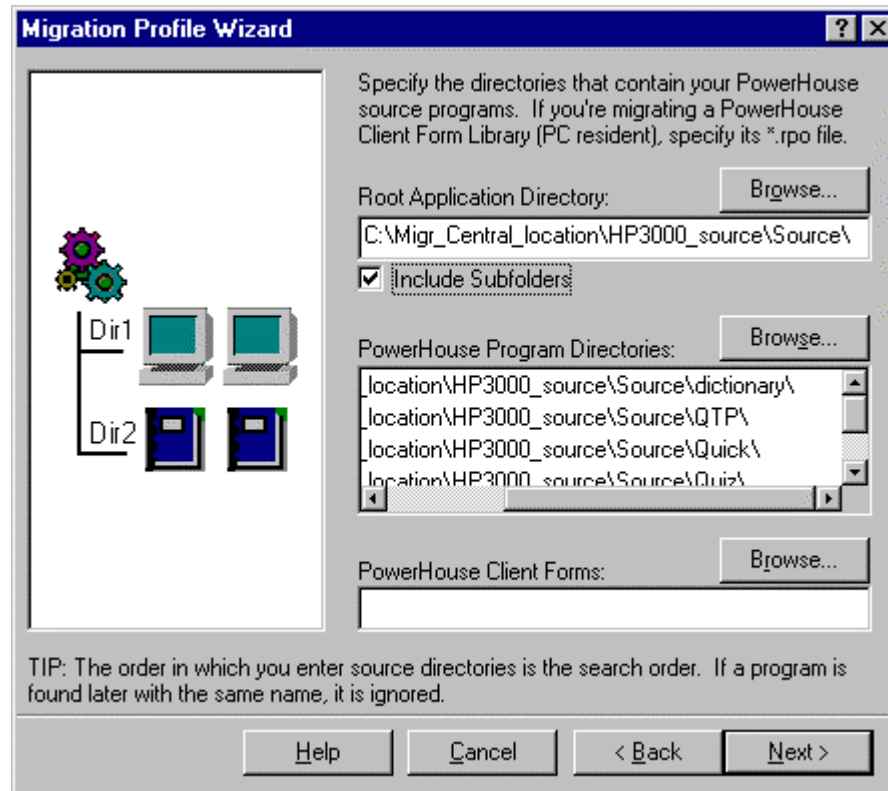 Migration Profile Wizard
Specify the directories that contain your PowerHouse
source programs. If you're migrating a PowerHouse
Client Form Library (PC resident), specify its *.rpo file.
Root Application Directory:
Browse...
C:\Migr_Central_location\HP3000_source\Source\
Include Subfolders
Dir1
Dir2
PowerHouse Program Directories:
Browse...
_location\HP3000_source\Source\dictionary\
_location\HP3000_source\Source\QTP\
_location\HP3000_source\Source\Quick\
_location\HP3000_source\Source\Quiz\
PowerHouse Client Forms:
Browse...
TIP: The order in which you enter source directories is the search order. If a program is
found later with the same name, it is ignored.
Help
Cancel
< Back
Next >